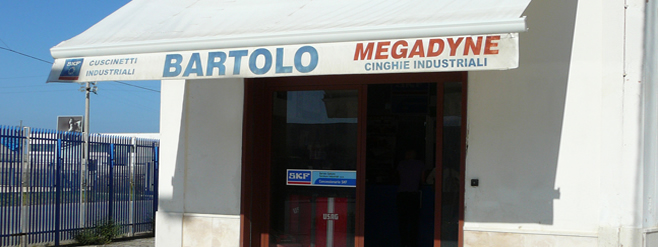 SKF
CUSCINETTI
INDUSTRIALI
BARTOLO
MEGADYNE
CINGHIE INDUSTRIALI
SKF